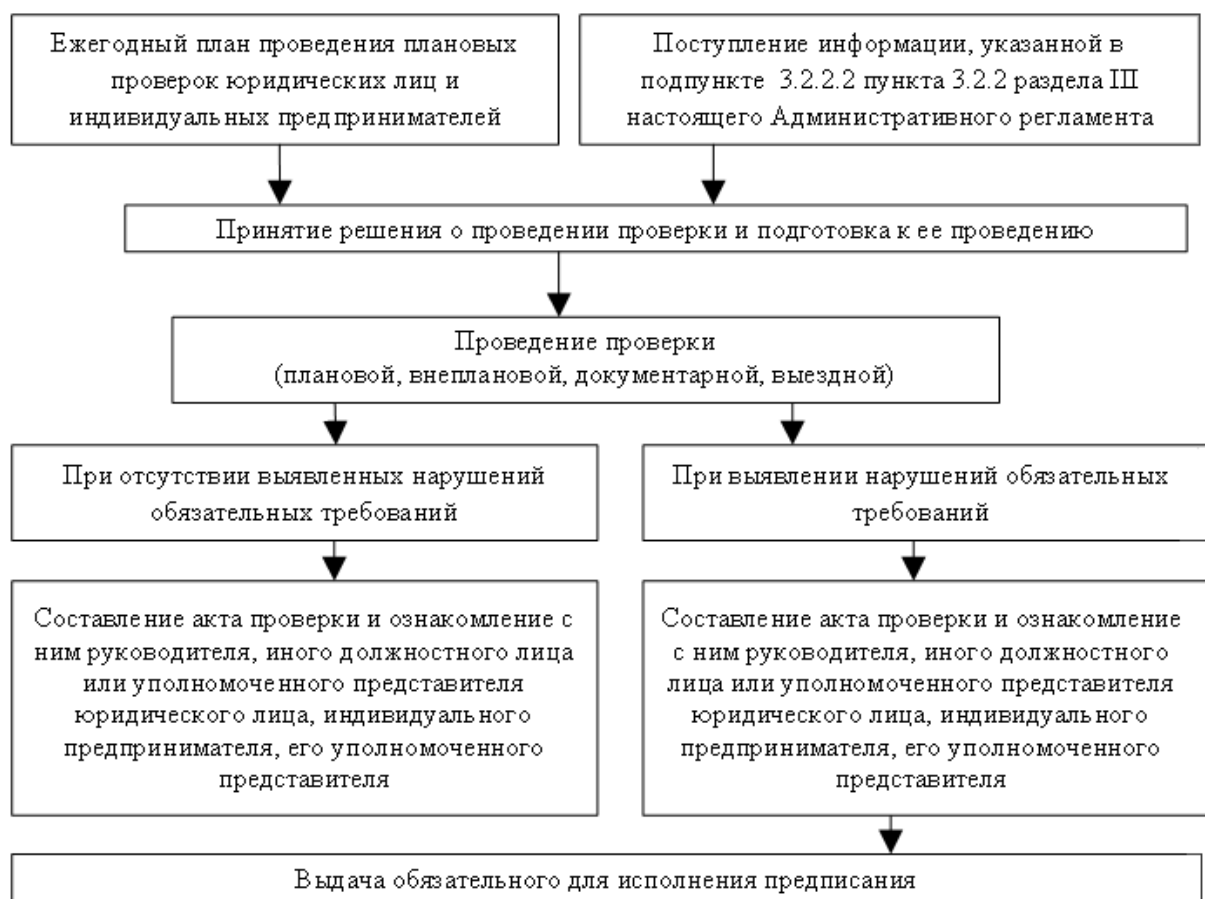 Ежегодный план проведения плановых
проверок юридических лиц и
индивидуальных предпринимателей
Поступление информации, указанной в
подпункте 3.2.2.2 пункта 3.2.2 раздела III
настоящего Административного регламента
Принятие решения о проведении проверки и подготовка к ее проведению
Проведение проверки
(плановой, внеплановой, документарной, выездной)
При отсутствии выявленных нарушений
обязательных требований
При выявлении нарушений обязательных
требований
Составление акта проверки и ознакомление с
ним руководителя, иного должностного лица
или уполномоченного представителя
юридического лица, индивидуального
предпринимателя, его уполномоченного
представителя
Составление акта проверки и ознакомление
с ним руководителя, иного должностного
лица или уполномоченного представителя
юридического лица, индивидуального
предпринимателя, его уполномоченного
представителя
Выдача обязательного для исполнения предписания